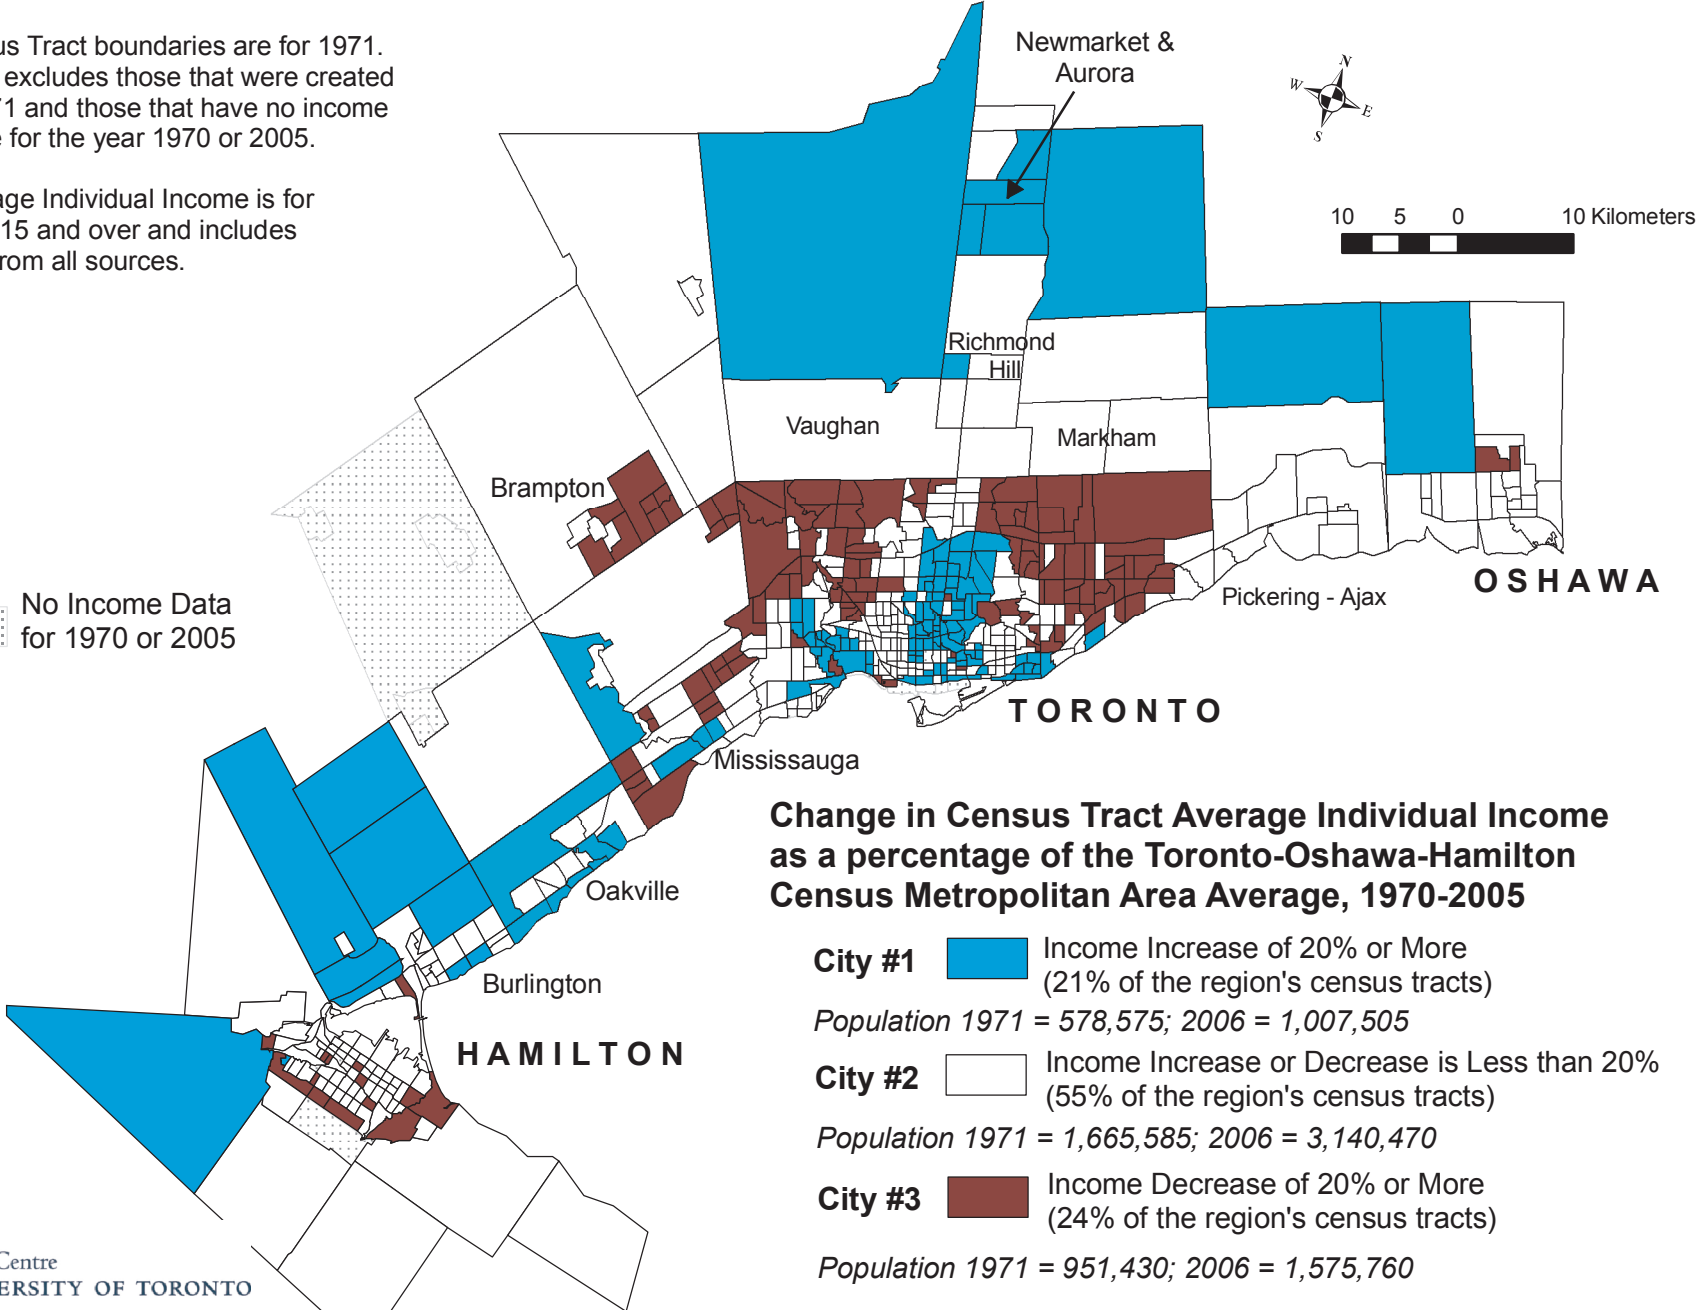 us Tract boundaries are for 1971.
excludes those that were created
71 and those that have no income
e for the year 1970 or 2005.
age Individual Income is for
15 and over and includes
from all sources.
Newmarket &
Aurora
N
W
E
S
10 5 0 10 Kilometers
Richmond
Hill
Vaughan
Markham
Brampton
No Income Data
for 1970 or 2005
OSHAWA
Pickering - Ajax
TORONTO
Mississauga
Oakville
Burlington
HAMILTON
Change in Census Tract Average Individual Income
as a percentage of the Toronto-Oshawa-Hamilton
Census Metropolitan Area Average, 1970-2005
City #1 Income Increase of 20% or More
(21% of the region's census tracts)
Population 1971 = 578,575; 2006 = 1,007,505
City #2 Income Increase or Decrease is Less than 20%
(55% of the region's census tracts)
Population 1971 = 1,665,585; 2006 = 3,140,470
City #3 Income Decrease of 20% or More
(24% of the region's census tracts)
Population 1971 = 951,430; 2006 = 1,575,760
Centre
ERSITY OF TORONTO